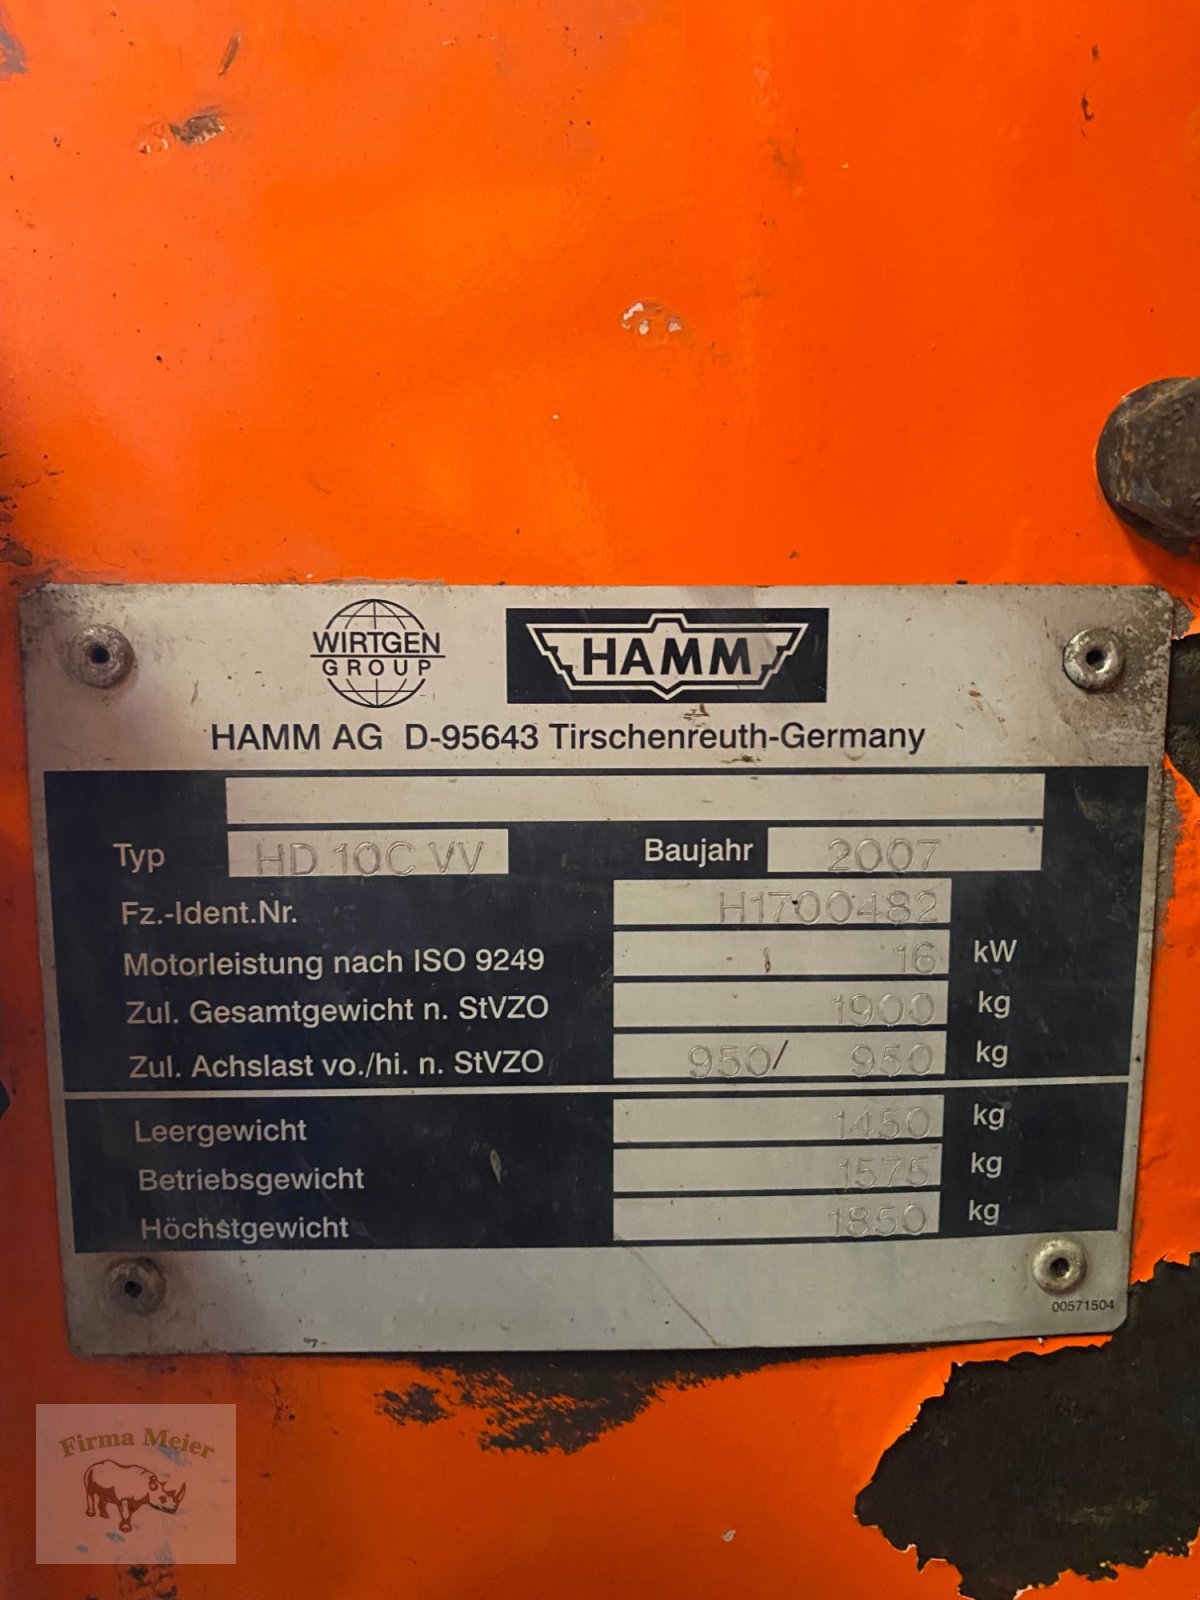 WIRTGEN
GROUP
HAMM
HAMM AG D-95643 Tirschenreuth-Germany
Typ HD 10C VV Baujahr 2007
Fz.-Ident.Nr. H1700482
Motorleistung nach ISO 9249 16 kW
Zul. Gesamtgewicht n. StVZO 1900 kg
Zul. Achslast vo./hi. n. StVZO 950/ 950 kg
Leergewicht 1450 kg
Betriebsgewicht 1575 kg
Höchstgewicht 1850 kg
00571504
Firma Meier